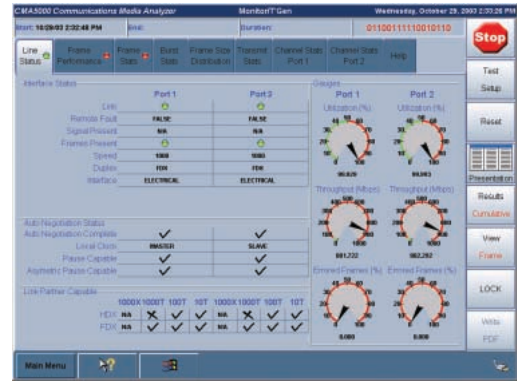 CMA5000 Communications Media Analyzer
Monitor/T'Gen
Wednesday, October 29, 2003 2:33:26 PM
Start: 10/29/03 2:32:48 PM
End:
Duration:
01100111110010110
Stop
Line Status
Frame Performance
Frame Stats
Burst Stats
Frame Size Distribution
Transmit Stats
Channel Stats Port 1
Channel Stats Port 2
Help
Interface Status
Port 1
Port 2
Link
Remote Fault FALSE FALSE
Signal Present N/A N/A
Frames Present
Speed 1000 1000
Duplex FDX FDX
Interface ELECTRICAL ELECTRICAL
Auto Negotiation Status
Auto Negotiation Complete
Local Clock MASTER SLAVE
Pause Capable
Asymetric Pause Capable
Link Partner Capable
1000X 1000T 100T 10T 1000X 1000T 100T 10T
HDX N/A N/A
FDX N/A N/A
Gauges
Port 1 Port 2
Utilization (%) Utilization (%)
Throughput (Mbps) Throughput (Mbps)
Errored Frames (%) Errored Frames (%)
0.000 0.000
Test Setup
Reset
Presentation
Results
Cumulative
View
Frame
LOCK
Write
PDF
Main Menu